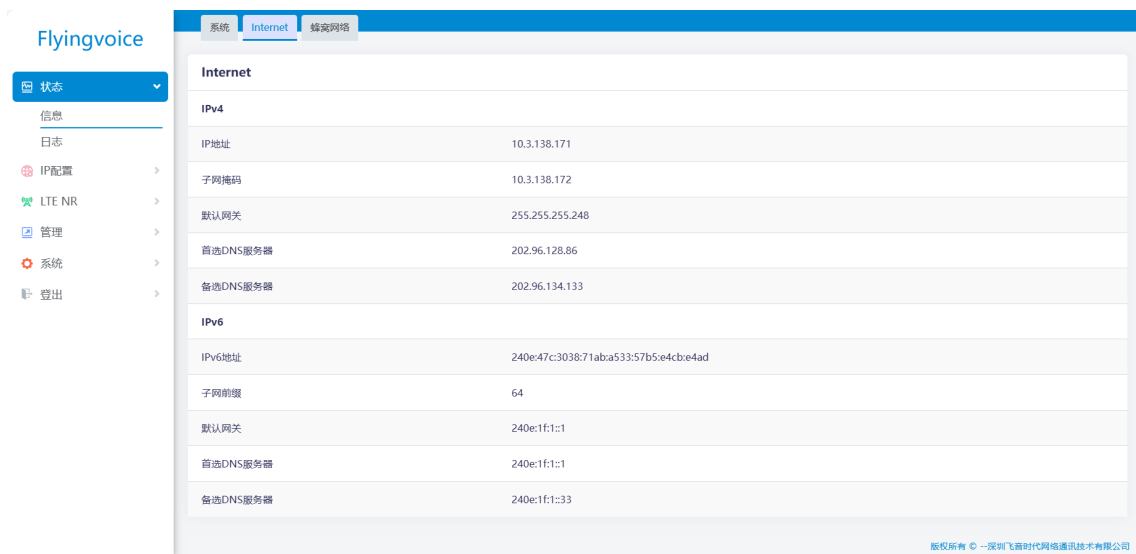 Flyingvoice
系统 Internet 蜂窝网络
状态
信息
日志
IP配置
LTE NR
管理
系统
登出
Internet
IPv4
IP地址 10.3.138.171
子网掩码 10.3.138.172
默认网关 255.255.255.248
首选DNS服务器 202.96.128.86
备选DNS服务器 202.96.134.133
IPv6
IPv6地址 240e:47c:3038:71ab:a533:57b5:e4cb:e4ad
子网前缀 64
默认网关 240e:1f:1::1
首选DNS服务器 240e:1f:1::1
备选DNS服务器 240e:1f:1::33
版权所有 © --深圳飞音时代网络通讯技术有限公司